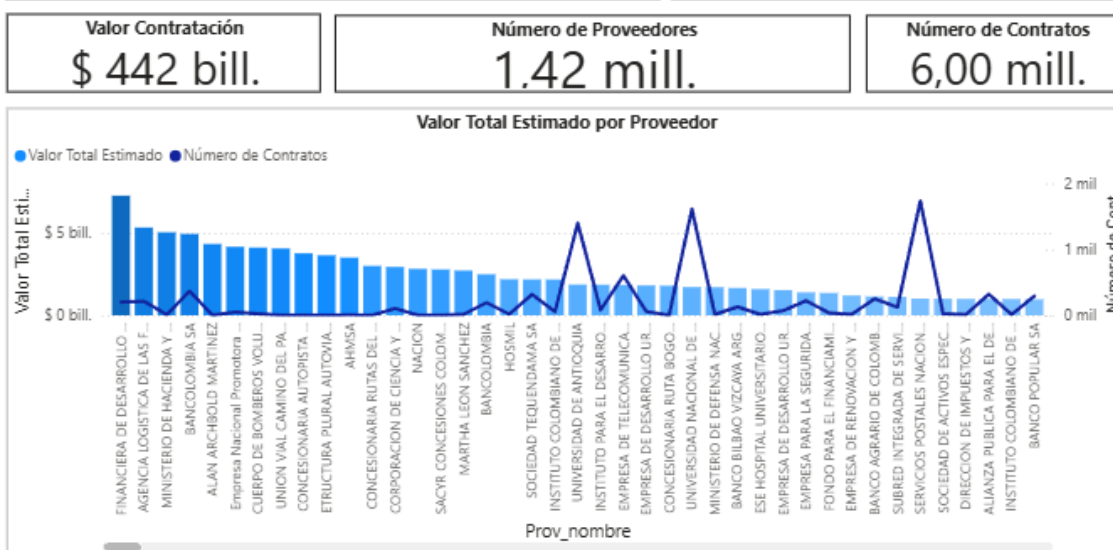 Valor Contratación
$ 442 bill.
Número de Proveedores
1,42 mill.
Número de Contratos
6,00 mill.
Valor Total Estimado por Proveedor
Valor Total Estimado
Número de Contratos
Valor Total Esti...
$ 5 bill.
$ 0 bill.
2 mil
1 mil
0 mil
Número de Cont...
FINANCIERA DE DESARROLLO ...
AGENCIA LOGISTICA DE LAS F...
MINISTERIO DE HACIENDA Y ...
BANCOLOMBIA SA
ALAN ARCHBOLD MARTINEZ
Empresa Nacional Promotora ...
CUERPO DE BOMBEROS VOLU...
UNION VIAL CAMINO DEL PA...
CONCESIONARIA AUTOPISTA...
ETRUCTURA PLURAL AUTOVIA...
AHMSA
CONCESIONARIA RUTAS DEL ...
CORPORACION DE CIENCIA Y ...
NACION
SACYR CONCESIONES COLOM...
MARTHA LEON SANCHEZ
BANCOLOMBIA
HOSMIL
SOCIEDAD TEQUENDAMA SA
INSTITUTO COLOMBIANO DE ...
UNIVERSIDAD DE ANTIOQUIA
INSTITUTO PARA EL DESARRO...
EMPRESA DE TELECOMUNICA...
EMPRESA DE DESARROLLO UR...
CONCESIONARIA RUTA BOGO...
UNIVERSIDAD NACIONAL DE...
MINISTERIO DE DEFENSA NAC...
BANCO BILBAO VIZCAYA ARG...
ESE HOSPITAL UNIVERSITARIO...
EMPRESA DE DESARROLLO UR...
EMPRESA PARA LA SEGURIDA...
FONDO PARA EL FINANCIAMI...
EMPRESA DE RENOVACION Y ...
BANCO AGRARIO DE COLOMB...
SUBRED INTEGRADA DE SERVI...
SERVICIOS POSTALES NACION...
SOCIEDAD DE ACTIVOS ESPEC...
DIRECCION DE IMPUESTOS Y ...
ALIANZA PUBLICA PARA EL DE...
INSTITUTO COLOMBIANO DE ...
BANCO POPULAR SA
Prov_nombre